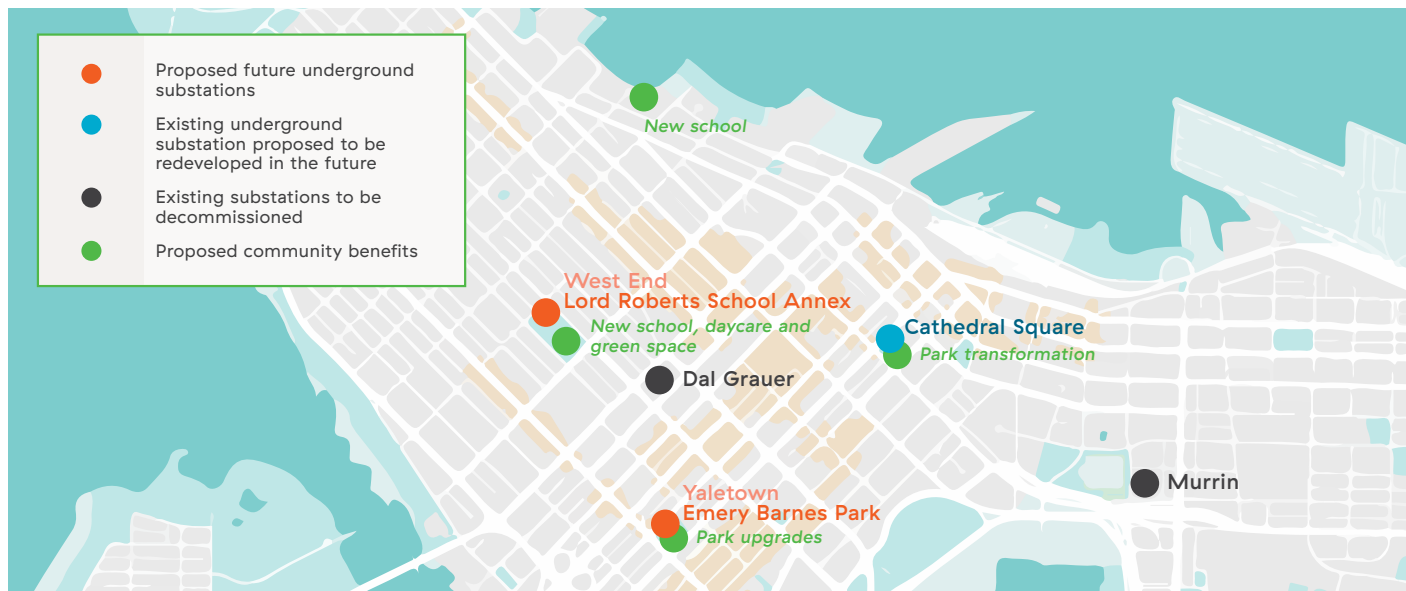 Proposed future underground
substations
Existing underground
substation proposed to be
redeveloped in the future
Existing substations to be
decommissioned
Proposed community benefits
New school
West End
Lord Roberts School Annex
New school, daycare and
green space
Cathedral Square
Park transformation
Dal Grauer
Murrin
Yaletown
Emery Barnes Park
Park upgrades